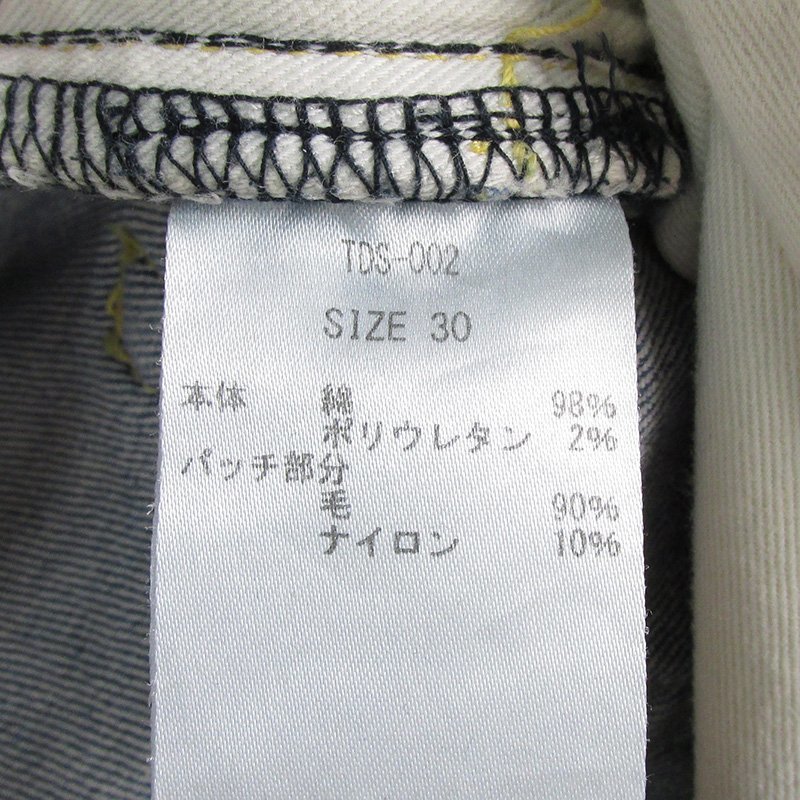 TDS-002
SIZE 30
本体 綿 98%
ポリウレタン 2%
パッチ部分
毛 90%
ナイロン 10%